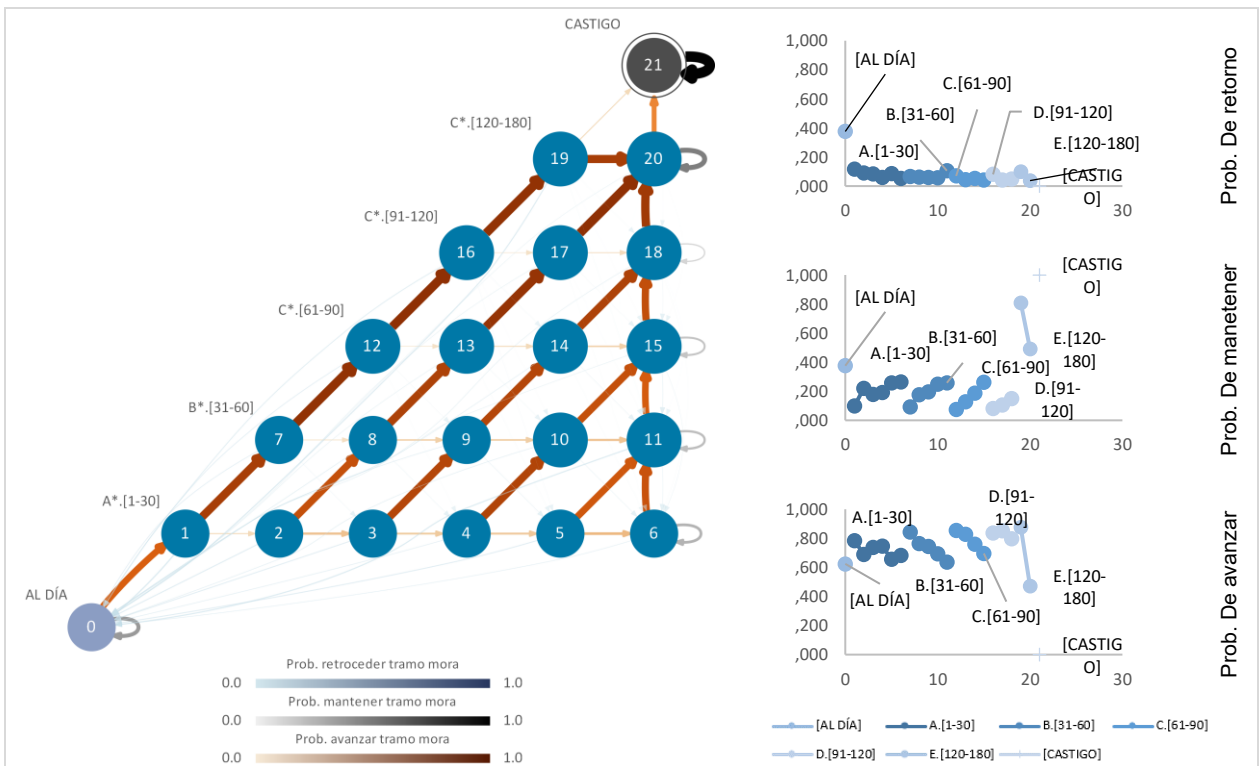 CASTIGO
21
C*.[120-180]
19
20
C*.[91-120]
16
17
18
C*.[61-90]
12
13
14
15
B*.[31-60]
7
8
9
10
11
A*.[1-30]
1
2
3
4
5
6
AL DÍA
0
Prob. retroceder tramo mora
0.0
1.0
Prob. mantener tramo mora
0.0
1.0
Prob. avanzar tramo mora
0.0
1.0
1,000
,800
,600
,400
,200
,000
0
10
20
30
[AL DÍA]
A.[1-30]
B.[31-60]
C.[61-90]
D.[91-120]
E.[120-180]
[CASTIG
O]
Prob. De retorno
1,000
,800
,600
,400
,200
,000
0
10
20
30
[AL DÍA]
A.[1-30]
B.[31-60]
C.[61-90]
D.[91-
120]
E.[120-
180]
[CASTIG
O]
Prob. De manetener
1,000
,800
,600
,400
,200
,000
0
10
20
30
A.[1-30]
[AL DÍA]
B.[31-60]
C.[61-90]
D.[91-
120]
E.[120-
180]
[CASTIG
O]
Prob. De avanzar
[AL DÍA]
A.[1-30]
B.[31-60]
C.[61-90]
D.[91-120]
E.[120-180]
[CASTIGO]